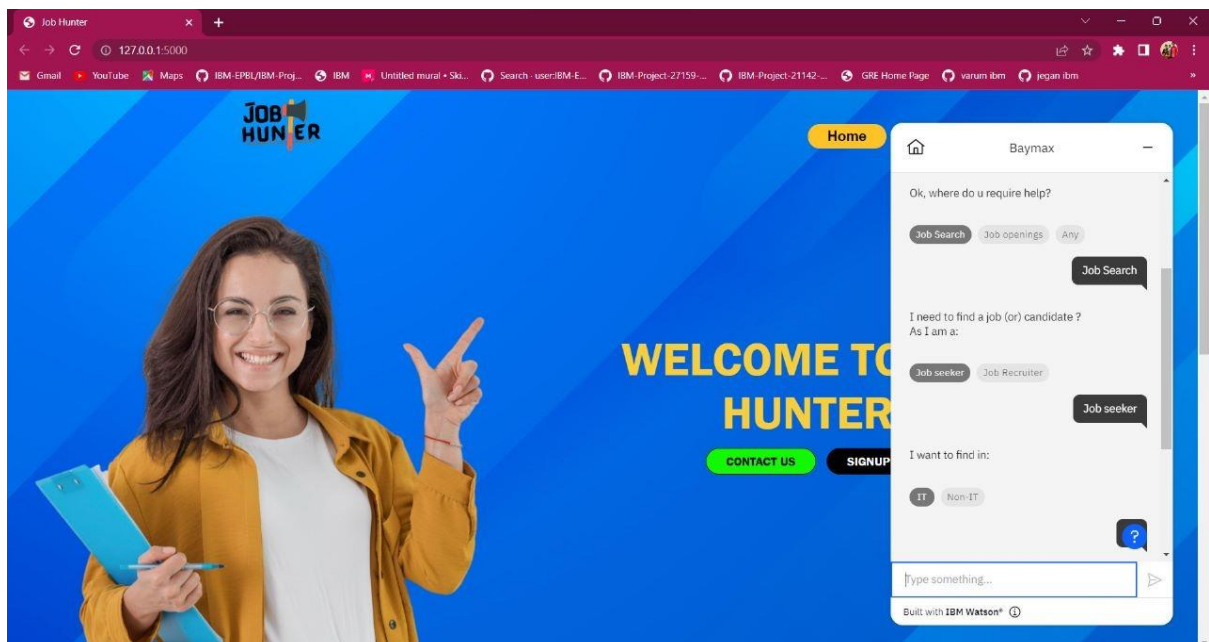 Job Hunter
127.0.0.1:5000
Gmail YouTube Maps IBM-EPBL/IBM-Proj... IBM Untitled mural • Ski... Search · user:IBM-E... IBM-Project-27159-... IBM-Project-21142-... GRE Home Page varum ibm jegan ibm »
JOB
HUNTER
Home
WELCOME TO
HUNTER
CONTACT US SIGNUP
Baymax
Ok, where do u require help?
Job Search Job openings Any
Job Search
I need to find a job (or) candidate ?
As I am a:
Job seeker Job Recruiter
Job seeker
I want to find in:
IT Non-IT
?
Type something...
Built with IBM Watson®